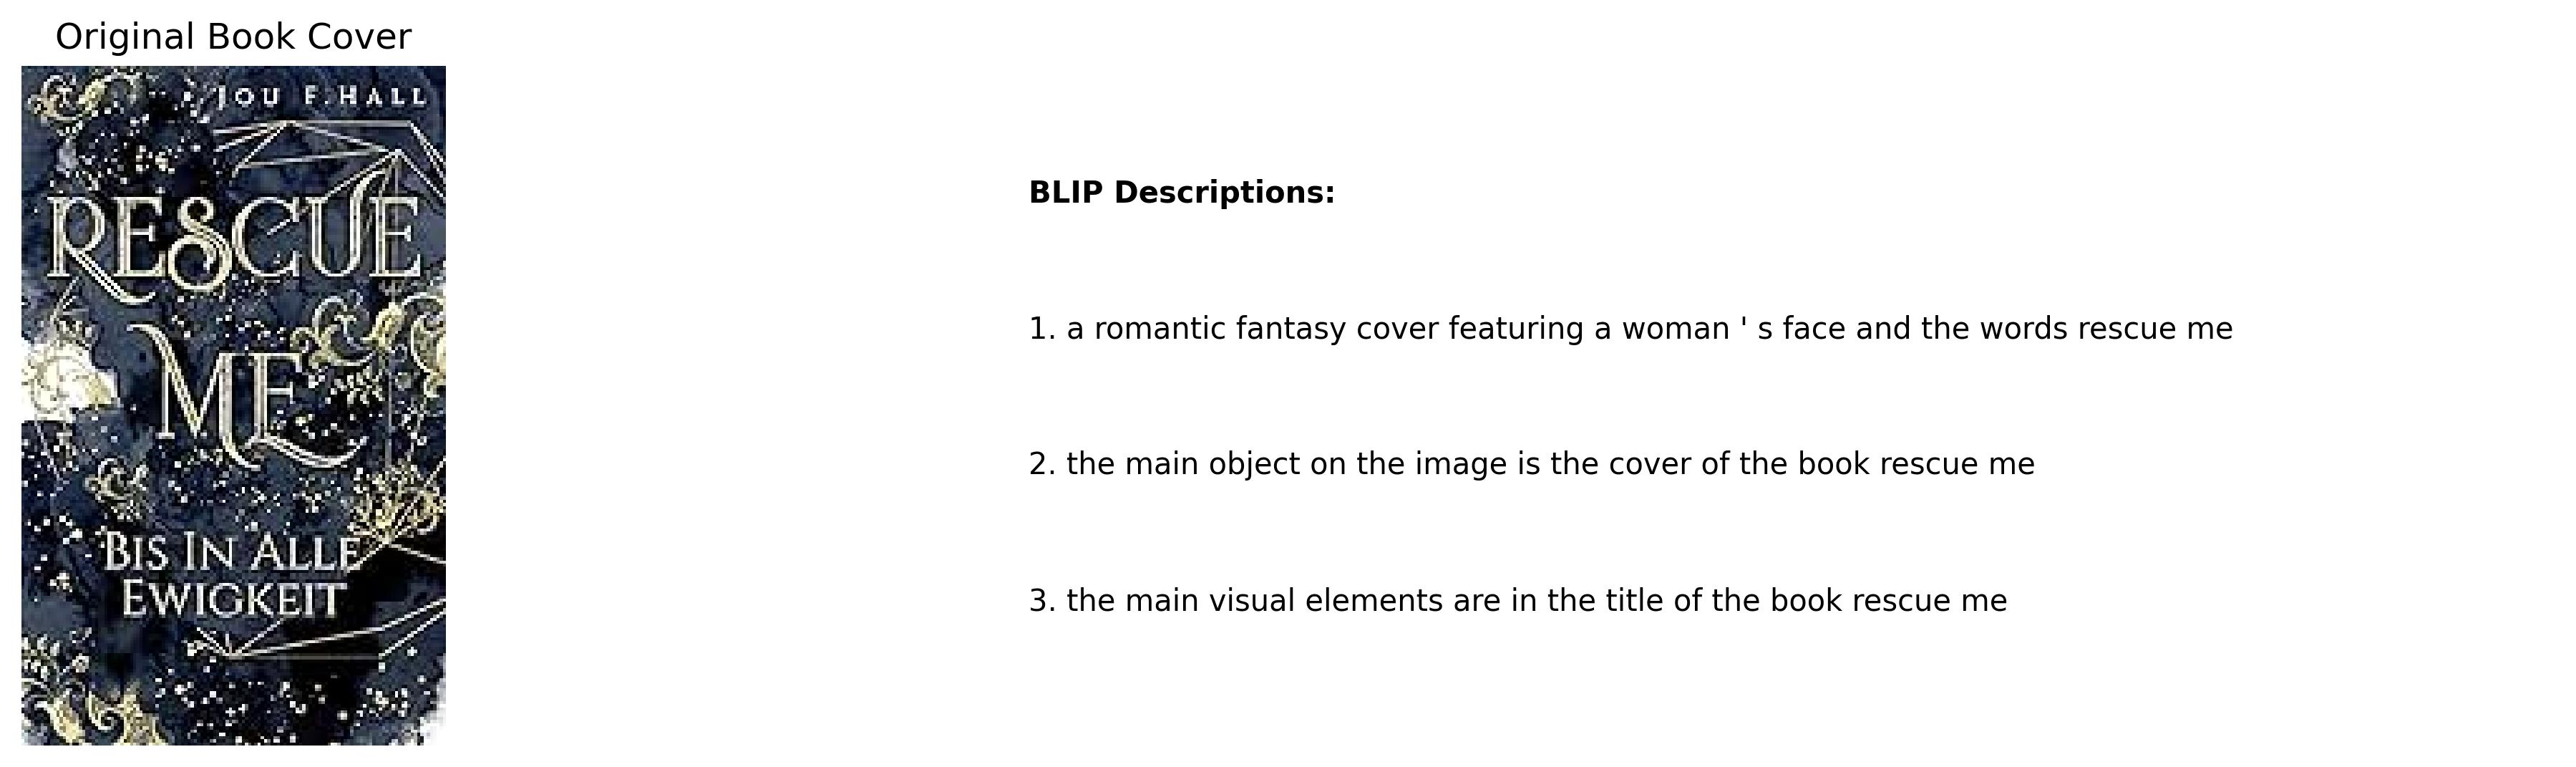 Original Book Cover
JOU F.HALL
RESCUE
ME
BIS IN ALLE
EWIGKEIT
BLIP Descriptions:
1. a romantic fantasy cover featuring a woman ' s face and the words rescue me
2. the main object on the image is the cover of the book rescue me
3. the main visual elements are in the title of the book rescue me